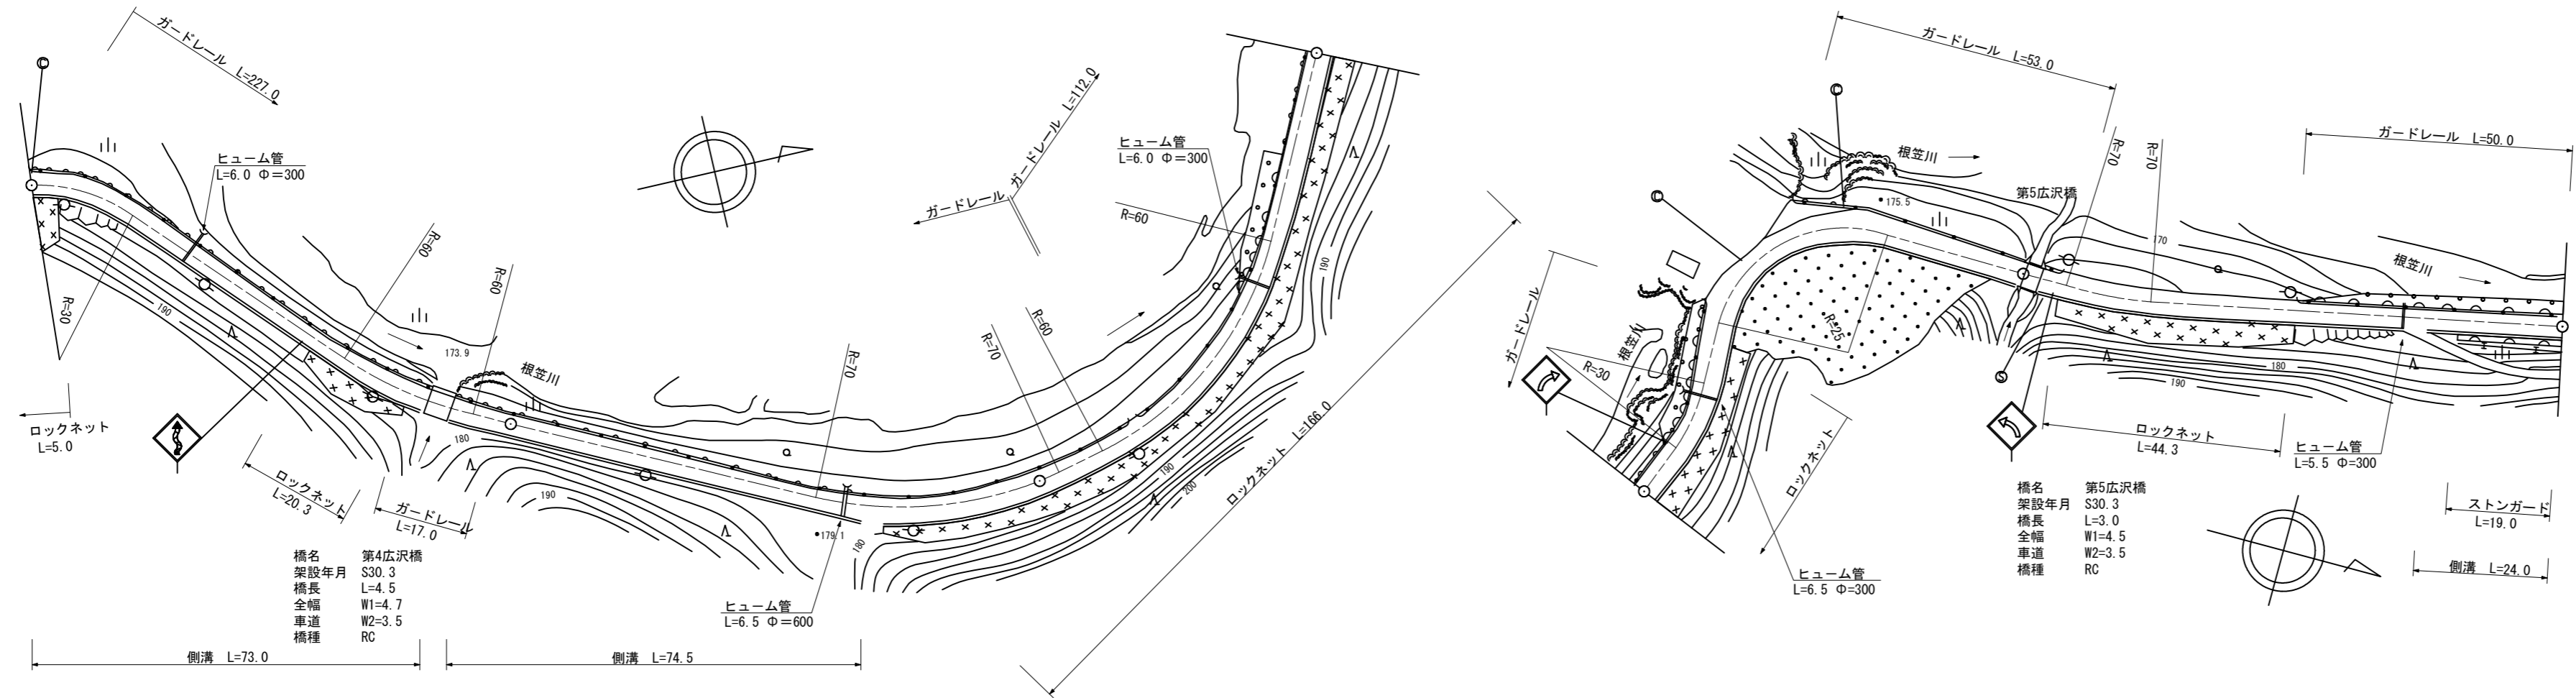 ガードレール L=227.0
ヒューム管
L=6.0 Φ=300
R=30
190
R=60
R=60
173.9
根笠川
ロックネット
L=5.0
ロックネット
L=20.3
ガードレール
L=17.0
180
190
橋名 第4広沢橋
架設年月 S30.3
橋長 L=4.5
全幅 W1=4.7
車道 W2=3.5
橋種 RC
側溝 L=73.0
側溝 L=74.5
ヒューム管
L=6.5 Φ=600
179.1
180
R=70
R=70
R=60
190
200
ガードレール
ガードレール L=112.0
ヒューム管
L=6.0 Φ=300
R=60
190
ロックネット L=166.0
ガードレール L=53.0
根笠川
175.5
第5広沢橋
R=70
R=70
ガードレール L=50.0
170
根笠川
ガードレール
根笠川
R=30
R=25
ロックネット
ヒューム管
L=6.5 Φ=300
C
C
C
S
180
190
ロックネット
L=44.3
ヒューム管
L=5.5 Φ=300
橋名 第5広沢橋
架設年月 S30.3
橋長 L=3.0
全幅 W1=4.5
車道 W2=3.5
橋種 RC
ストンガード
L=19.0
側溝 L=24.0